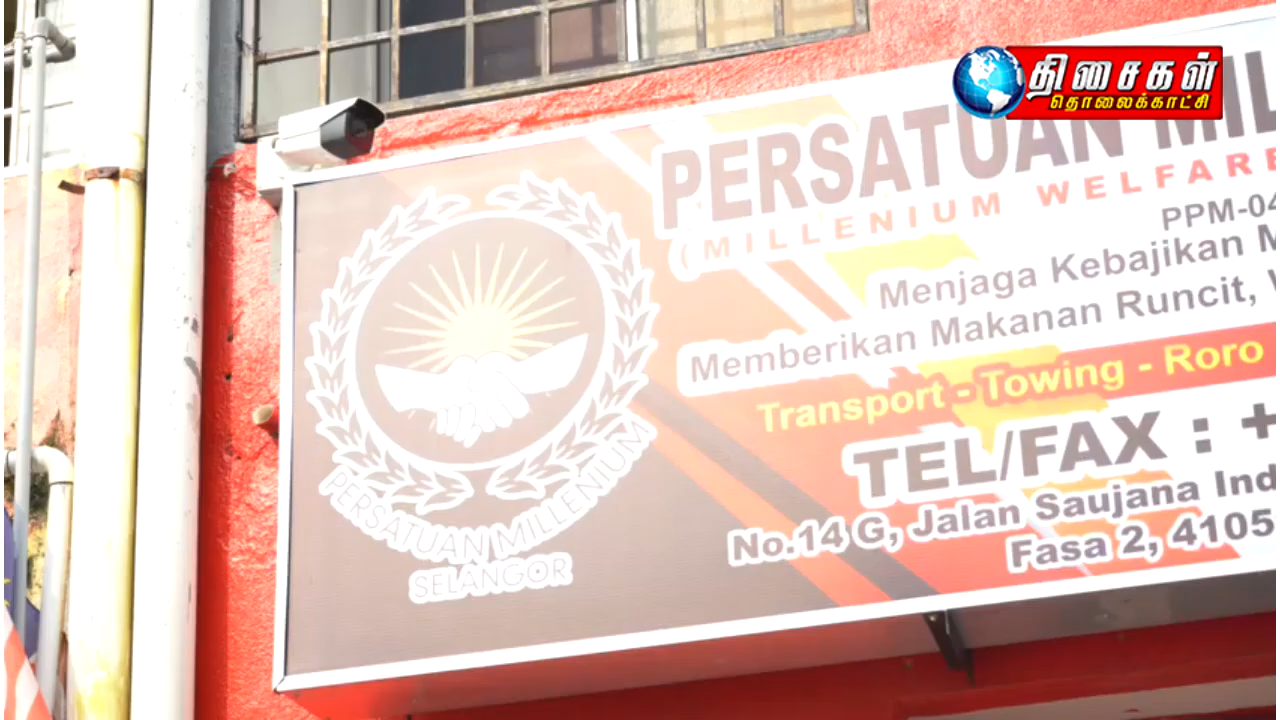 திசைகள்
தொலைக்காட்சி
PERSATUAN MIL
(MILLENIUM WELFARE
PPM-04
Menjaga Kebajikan M
Memberikan Makanan Runcit,
Transport - Towing - Roro
TEL/FAX : +
No.14 G, Jalan Saujana Ind
Fasa 2, 4105
PERSATUAN MILLENIUM
SELANGOR